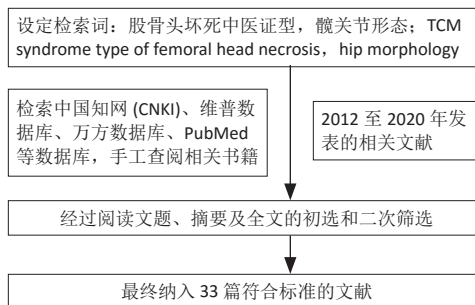 设定检索词：股骨头坏死中医证型，髋关节形态；TCM
syndrome type of femoral head necrosis，hip morphology
检索中国知网 (CNKI)、维普数
据库、万方数据库、PubMed
等数据库，手工查阅相关书籍
2012 至 2020 年发
表的相关文献
经过阅读文题、摘要及全文的初选和二次筛选
最终纳入 33 篇符合标准的文献